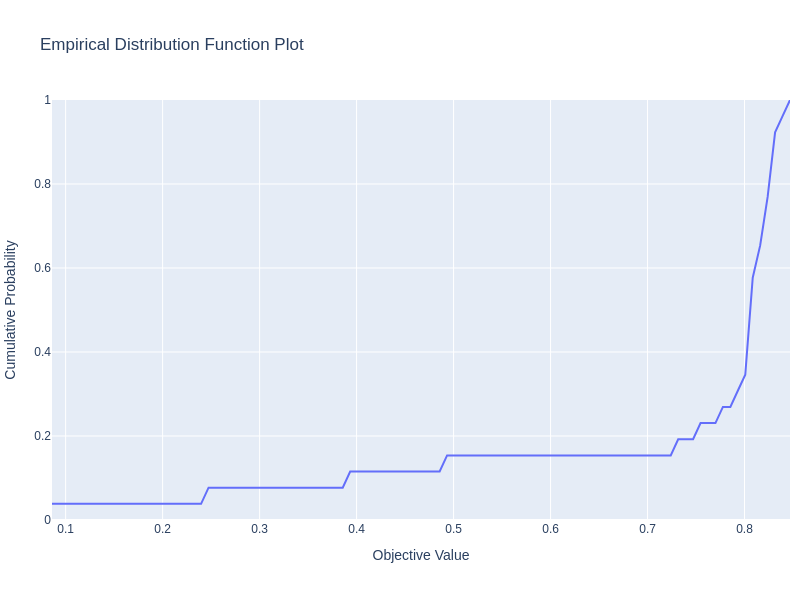 Empirical Distribution Function Plot
1
0.8
0.6
0.4
0.2
0
Cumulative Probability
0.1 0.2 0.3 0.4 0.5 0.6 0.7 0.8
Objective Value